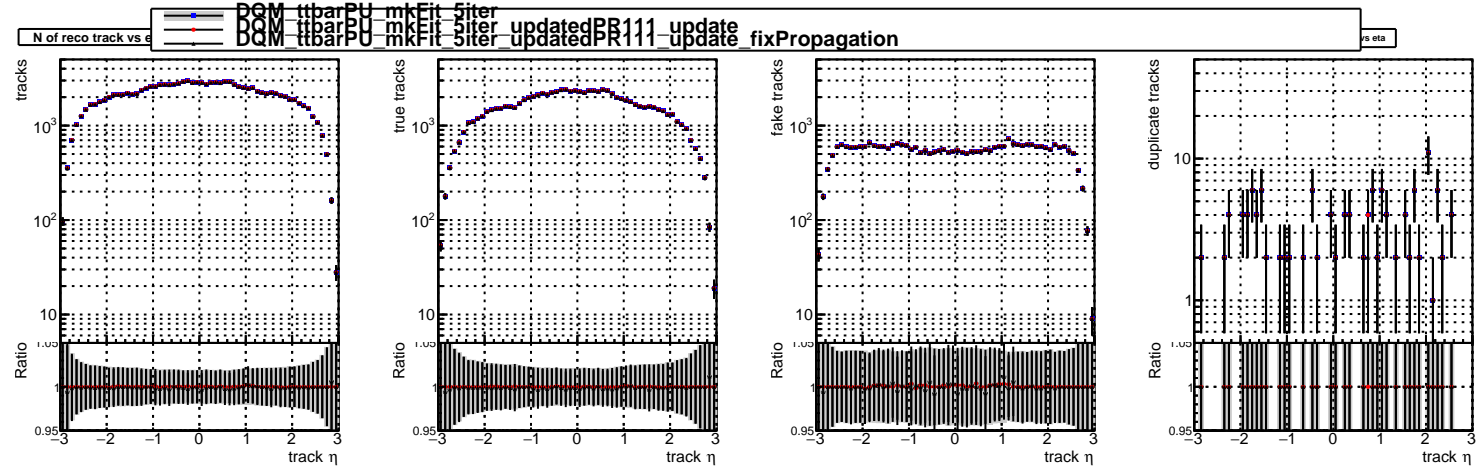 DQM_ttbarPU_mkFit_5iter
DQM_ttbarPU_mkFit_5iter_updatedPR111_update
DQM_ttbarPU_mkFit_5iter_updatedPR111_update_fixPropagation
N of reco track vs e
vs eta
tracks
10³
10²
10
Ratio
1.05
1
0.95
−3 −2 −1 0 1 2 3
track η
true tracks
10³
10²
10
Ratio
1.05
1
0.95
−3 −2 −1 0 1 2 3
track η
fake tracks
10³
10²
10
Ratio
1.05
1
0.95
−3 −2 −1 0 1 2 3
track η
duplicate tracks
10
1
Ratio
1.05
1
0.95
−3 −2 −1 0 1 2 3
track η